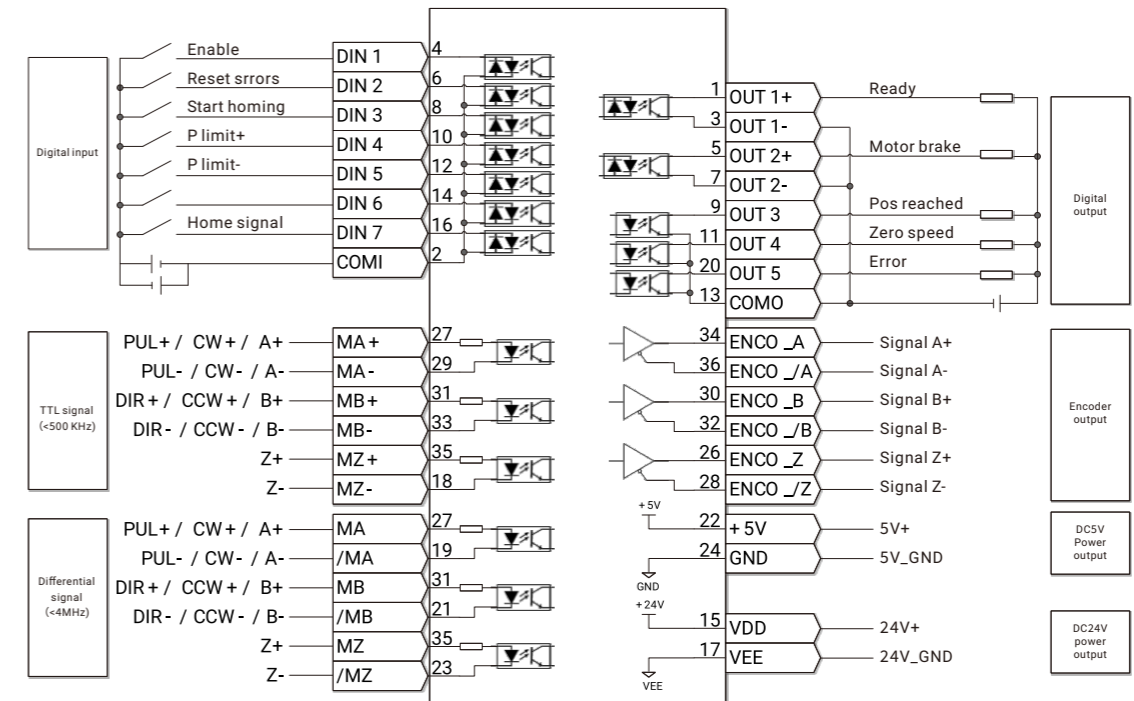 Digital input
Enable
DIN 1
4
Reset srrors
DIN 2
6
Start homing
DIN 3
8
P limit+
DIN 4
10
P limit-
DIN 5
12
DIN 6
14
Home signal
DIN 7
16
COMI
2
TTL signal
(<500 KHz)
PUL+ / CW+ / A+
MA+
27
PUL- / CW- / A-
MA-
29
DIR+ / CCW+ / B+
MB+
31
DIR- / CCW- / B-
MB-
33
Z+
MZ+
35
Z-
MZ-
18
Differential
signal
(<4MHz)
PUL+ / CW+ / A+
MA
27
PUL- / CW- / A-
/MA
19
DIR+ / CCW+ / B+
MB
31
DIR- / CCW- / B-
/MB
21
Z+
MZ
35
Z-
/MZ
23
1
OUT 1+
Ready
3
OUT 1-
5
OUT 2+
Motor brake
7
OUT 2-
9
OUT 3
Pos reached
11
OUT 4
Zero speed
20
OUT 5
Error
13
COMO
Digital
output
34
ENCO _A
Signal A+
36
ENCO _/A
Signal A-
30
ENCO _B
Signal B+
32
ENCO _/B
Signal B-
26
ENCO _Z
Signal Z+
28
ENCO _/Z
Signal Z-
Encoder
output
+5V
22
+5V
5V+
24
GND
5V_GND
GND
DC5V
Power
output
+24V
15
VDD
24V+
17
VEE
24V_GND
VEE
DC24V
power
output